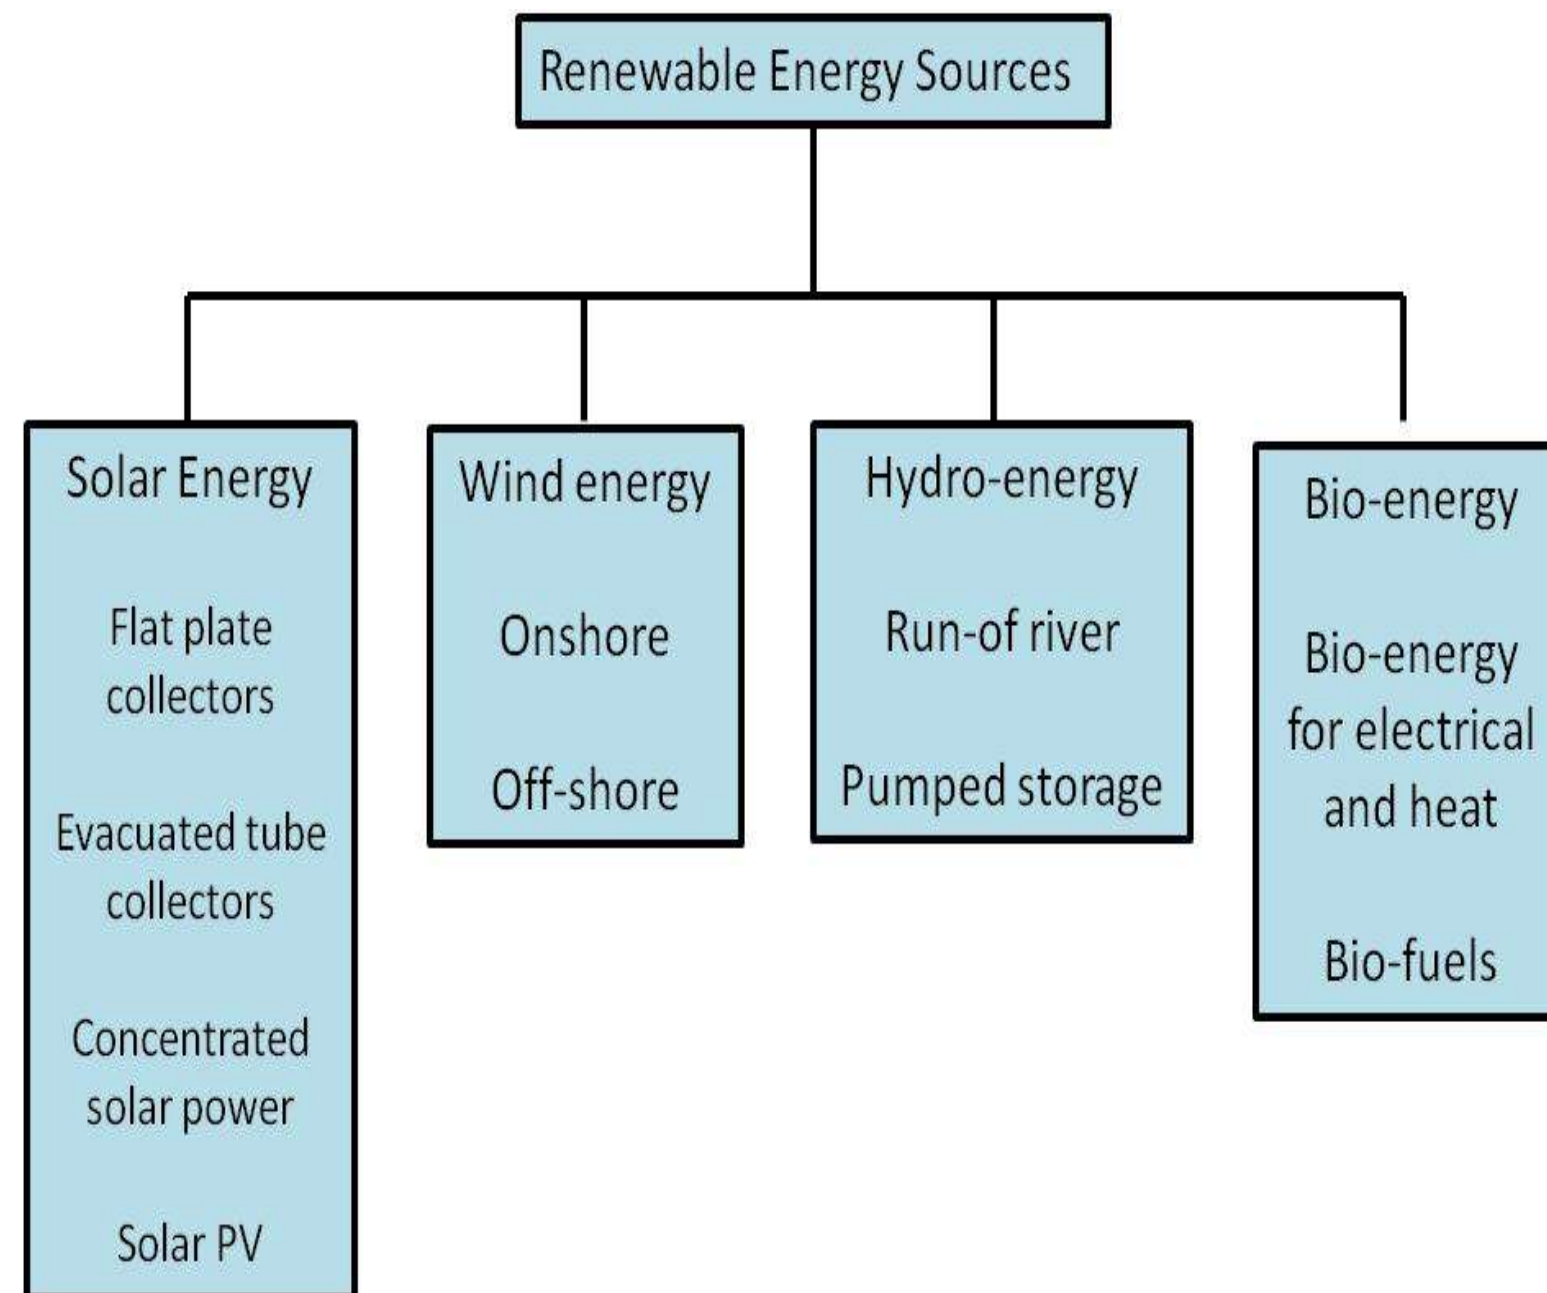 Renewable Energy Sources
Solar Energy
Flat plate
collectors
Evacuated tube
collectors
Concentrated
solar power
Solar PV
Wind energy
Onshore
Off-shore
Hydro-energy
Run-of river
Pumped storage
Bio-energy
Bio-energy
for electrical
and heat
Bio-fuels